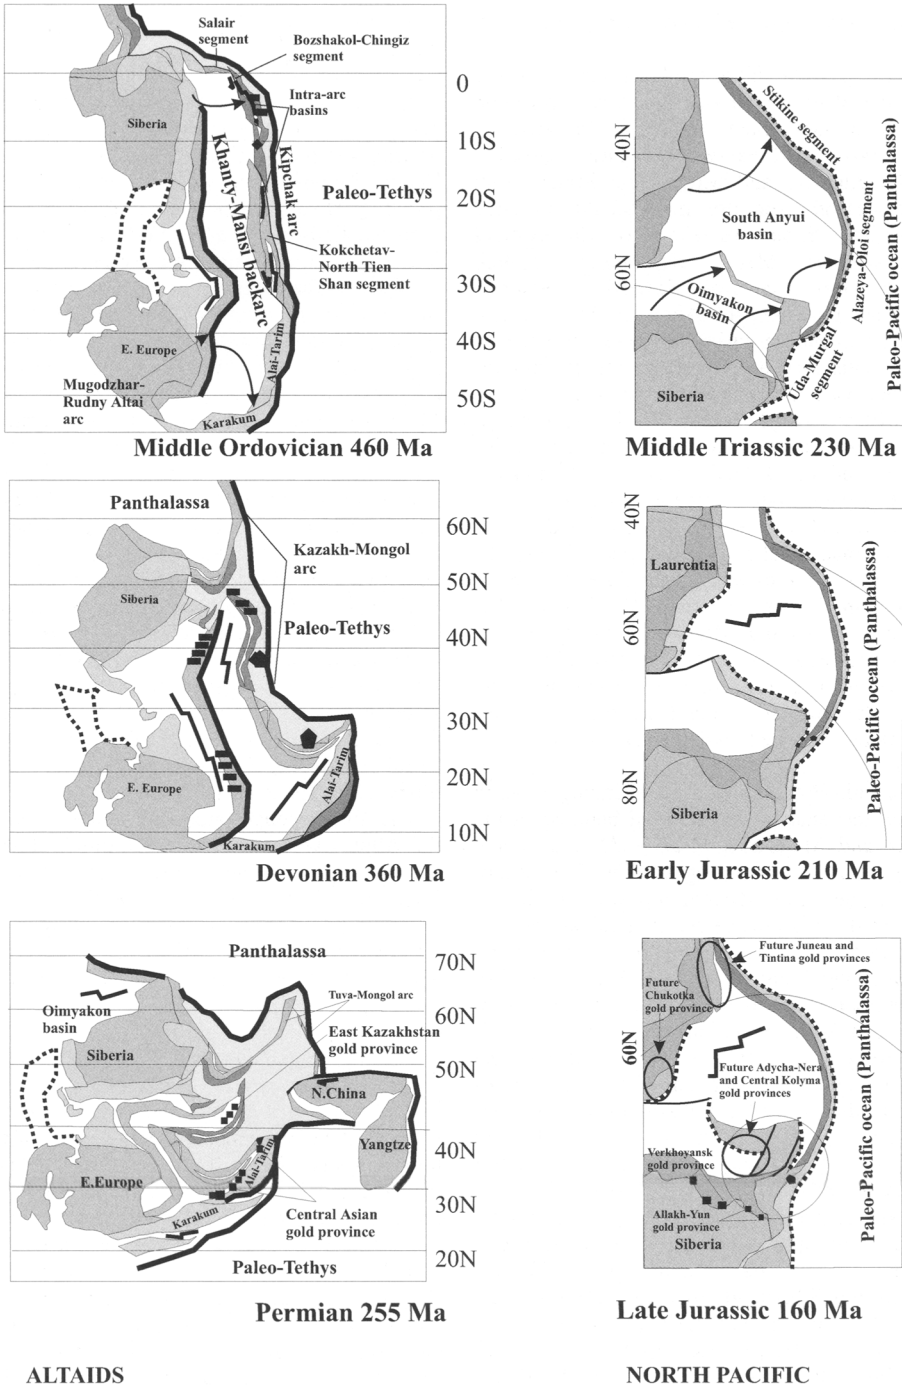 Salair
segment
Bozshakol-Chingiz
segment
Intra-arc
basins
Siberia
Khanty-Mansi backarc
Kipchak arc
Paleo-Tethys
Kokchetav-
North Tien
Shan segment
E. Europe
Alai-Tarim
Mugodzhar-
Rudny Altai
arc
Karakum
0
10S
20S
30S
40S
50S
Middle Ordovician 460 Ma
Panthalassa
Kazakh-Mongol
arc
Siberia
Paleo-Tethys
E. Europe
Alai-Tarim
Karakum
60N
50N
40N
30N
20N
10N
Devonian 360 Ma
Panthalassa
Tuva-Mongol arc
Oimyakon
basin
East Kazakhstan
gold province
Siberia
N.China
Yangtze
E.Europe
Alai-Tarim
Karakum
Central Asian
gold province
Paleo-Tethys
70N
60N
50N
40N
30N
20N
Permian 255 Ma
ALTAIDS
40N
60N
Stikine segment
South Anyui
basin
Alazeya-Oloi segment
Oimyakon
basin
Uda-Murgal
segment
Siberia
Paleo-Pacific ocean (Panthalassa)
Middle Triassic 230 Ma
40N
60N
80N
Laurentia
Siberia
Paleo-Pacific ocean (Panthalassa)
Early Jurassic 210 Ma
60N
Future Juneau and
Tintina gold provinces
Future
Chukotka
gold province
Future Adycha-Nera
and Central Kolyma
gold provinces
Verkhoyansk
gold province
Allakh-Yun
gold province
Siberia
Paleo-Pacific ocean (Panthalassa)
Late Jurassic 160 Ma
NORTH PACIFIC